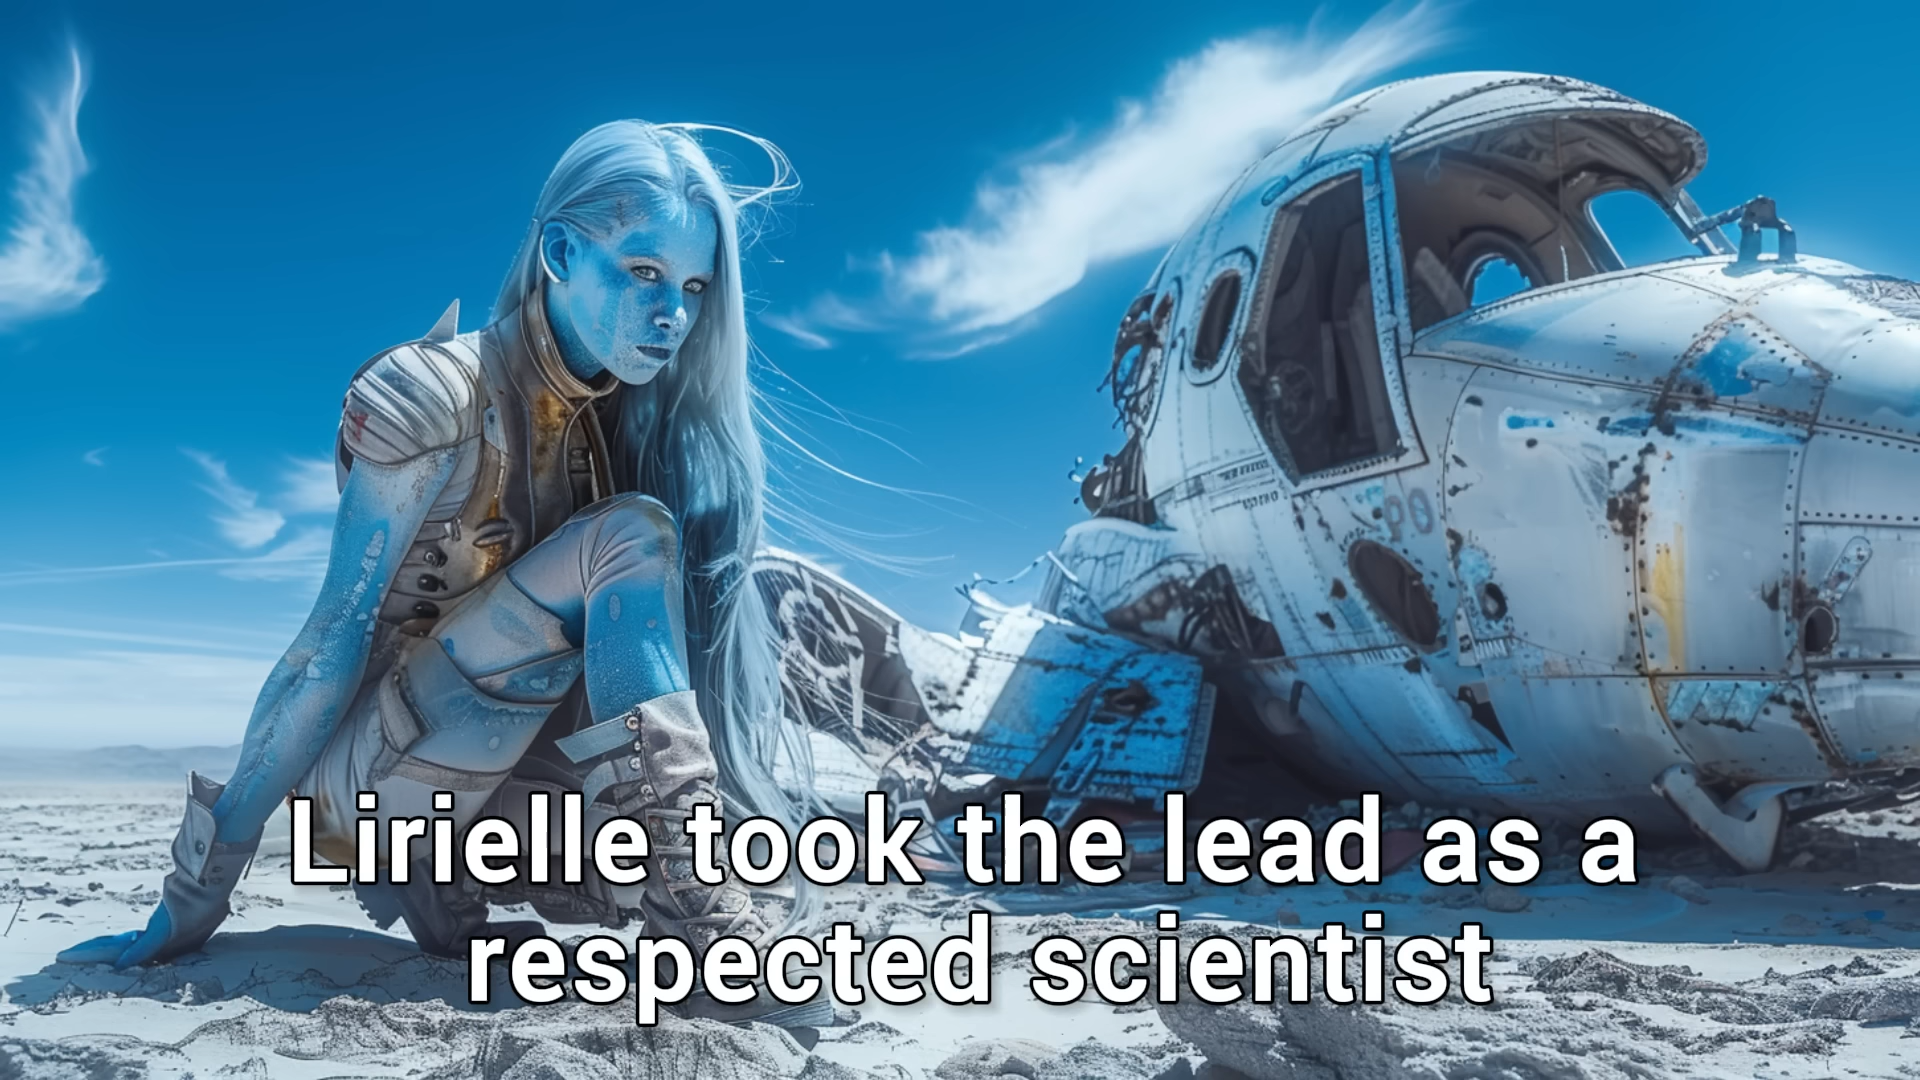 Lirielle took the lead as a
respected scientist